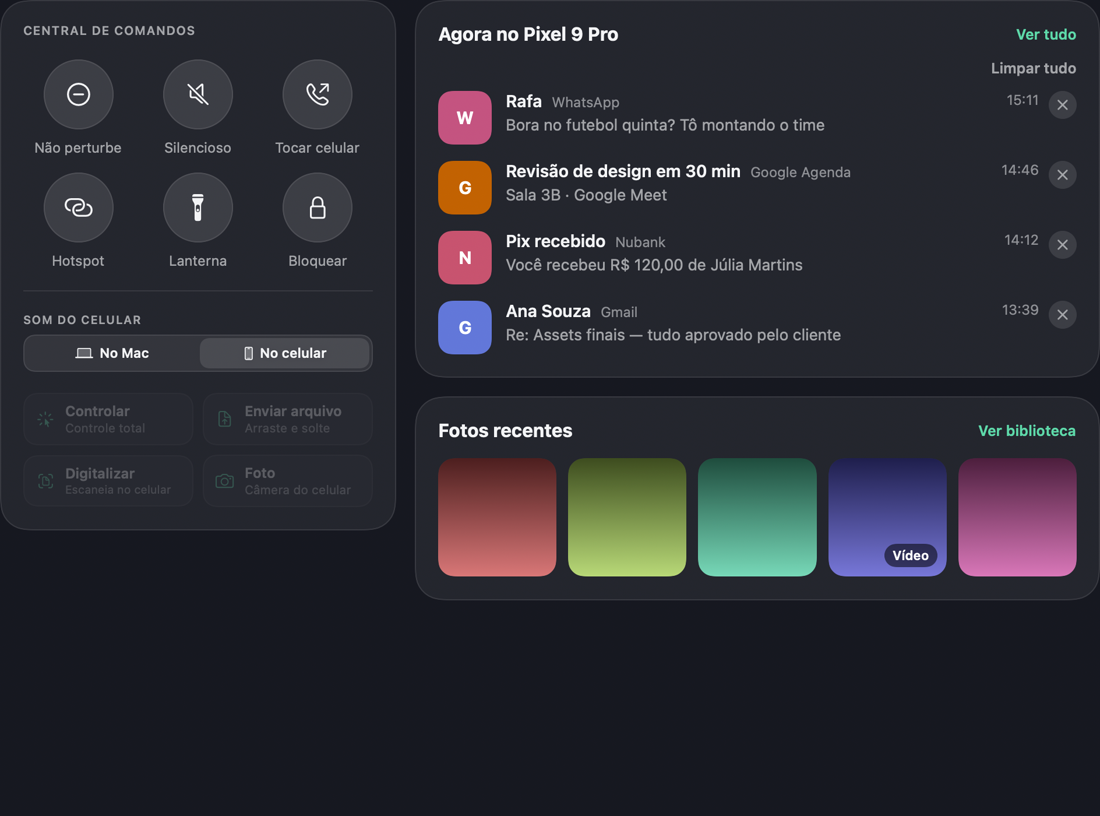 CENTRAL DE COMANDOS
Não perturbe
Silencioso
Tocar celular
Hotspot
Lanterna
Bloquear
SOM DO CELULAR
No Mac
No celular
Controlar
Controle total
Enviar arquivo
Arraste e solte
Digitalizar
Escaneia no celular
Foto
Câmera do celular
Agora no Pixel 9 Pro
Ver tudo
Limpar tudo
W
Rafa WhatsApp
15:11
Bora no futebol quinta? Tô montando o time
G
Revisão de design em 30 min Google Agenda
14:46
Sala 3B · Google Meet
N
Pix recebido Nubank
14:12
Você recebeu R$ 120,00 de Júlia Martins
G
Ana Souza Gmail
13:39
Re: Assets finais — tudo aprovado pelo cliente
Fotos recentes
Ver biblioteca
Vídeo